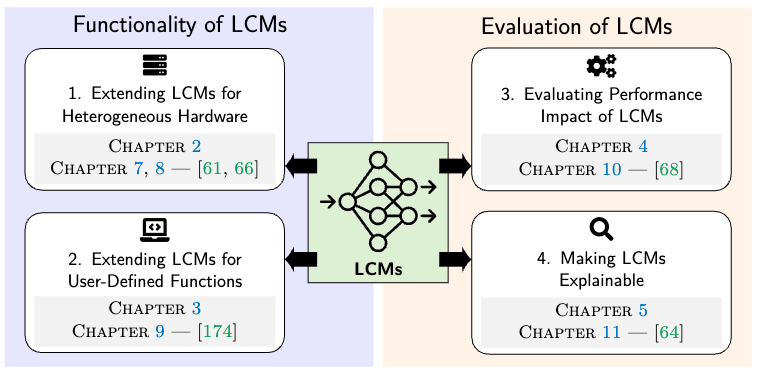 Functionality of LCMs
1. Extending LCMs for
Heterogeneous Hardware
Chapter 2
Chapter 7, 8 — [61, 66]
2. Extending LCMs for
User-Defined Functions
Chapter 3
Chapter 9 — [174]
LCMs
Evaluation of LCMs
3. Evaluating Performance
Impact of LCMs
Chapter 4
Chapter 10 — [68]
4. Making LCMs
Explainable
Chapter 5
Chapter 11 — [64]